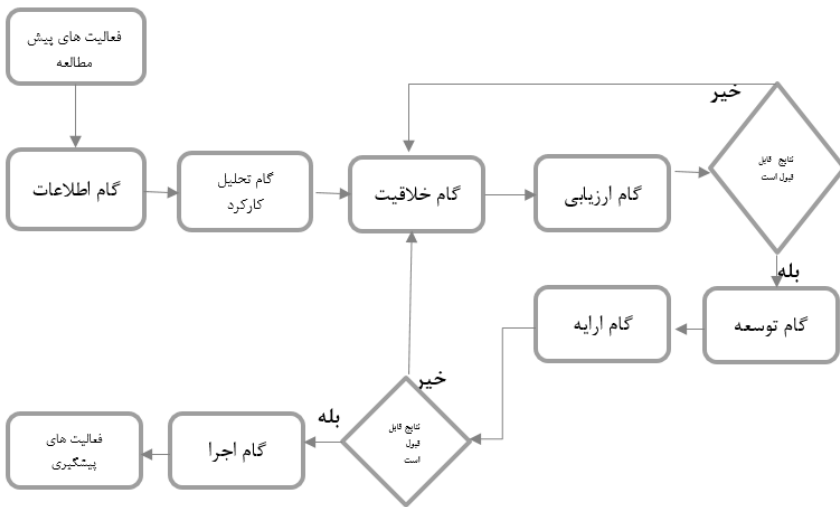 فعالیت های پیش
مطالعه
خیر
گام اطلاعات
گام تحلیل
کارکرد
گام خلاقیت
گام ارزیابی
نتایج قابل
قبول است
بله
گام توسعه
گام ارایه
خیر
نتایج قابل
قبول
است
بله
گام اجرا
فعالیت های
پیشگیری